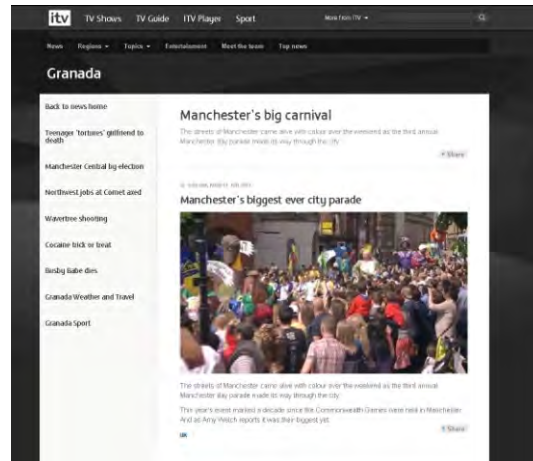 itv TV Shows TV Guide ITV Player Sport More from ITV
News Regions Topics Entertainment Meet the team Top news
Granada
Back to news home
Teenager 'tortures' girlfriend to
death
Manchester Central by election
Northwest jobs at Comet axed
Wavertree shooting
Cocaine trick or treat
Busby Babe dies
Granada Weather and Travel
Granada Sport
Manchester's big carnival
The streets of Manchester came alive with colour over the weekend as the third annual
Manchester day parade made its way through the city.
Share
Manchester's biggest ever city parade
The streets of Manchester came alive with colour over the weekend as the third annual
Manchester day parade made its way through the city.
This year's event marked a decade since the Commonwealth Games were held in Manchester.
And as Amy Welch reports it was their biggest yet.
Share
UK